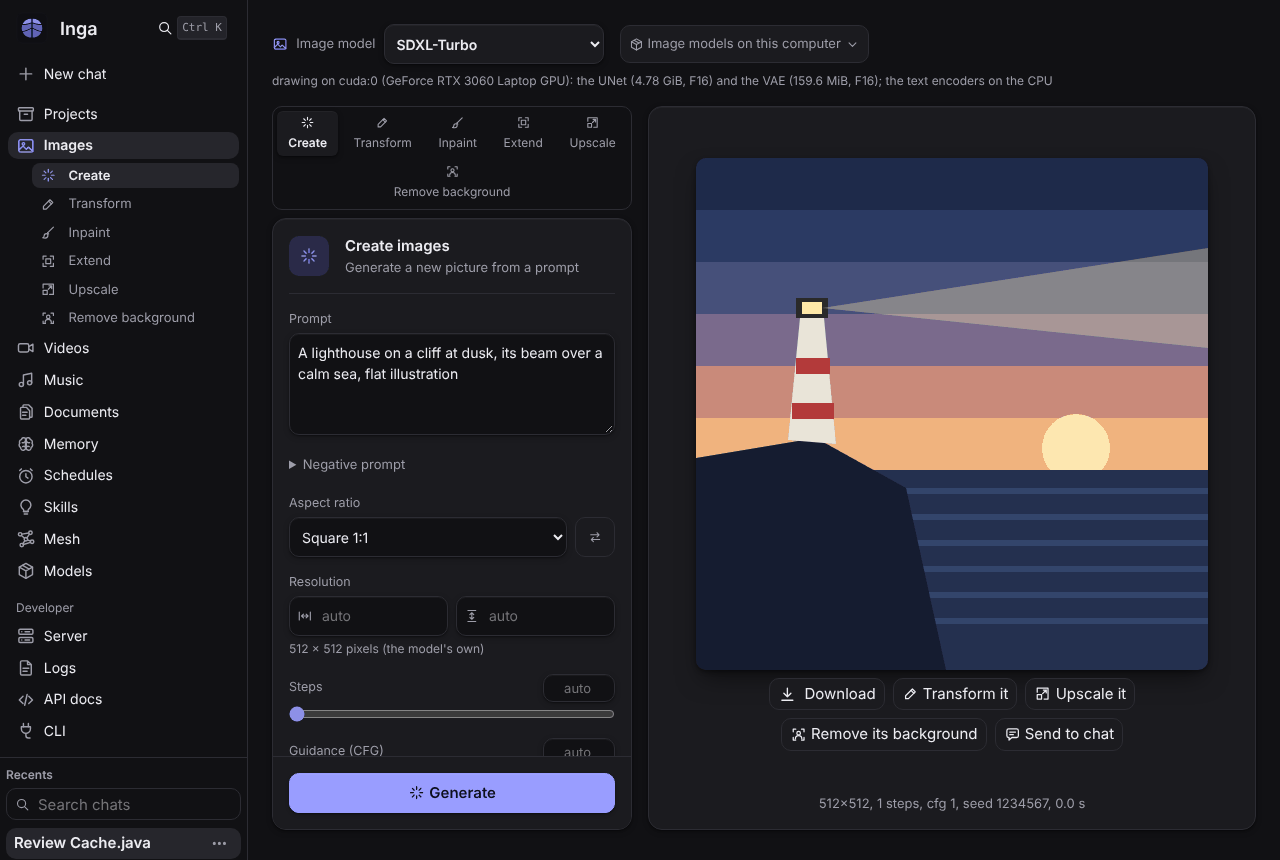 Inga
Ctrl K
New chat
Projects
Images
Create
Transform
Inpaint
Extend
Upscale
Remove background
Videos
Music
Documents
Memory
Schedules
Skills
Mesh
Models
Developer
Server
Logs
API docs
CLI
Recents
Search chats
Review Cache.java
Image model
SDXL-Turbo
Image models on this computer
drawing on cuda:0 (GeForce RTX 3060 Laptop GPU): the UNet (4.78 GiB, F16) and the VAE (159.6 MiB, F16); the text encoders on the CPU
Create
Transform
Inpaint
Extend
Upscale
Remove background
Create images
Generate a new picture from a prompt
Prompt
A lighthouse on a cliff at dusk, its beam over a
calm sea, flat illustration
Negative prompt
Aspect ratio
Square 1:1
Resolution
auto
auto
512 × 512 pixels (the model's own)
Steps
auto
Guidance (CFG)
auto
Generate
Download
Transform it
Upscale it
Remove its background
Send to chat
512×512, 1 steps, cfg 1, seed 1234567, 0.0 s